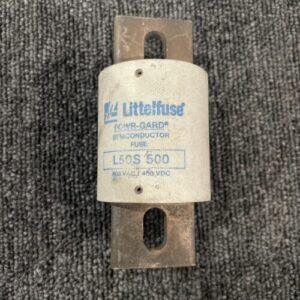 Littelfuse®
POWR-GARD®
SEMICONDUCTOR
FUSE
L50S 500
500 VAC / 450 VDC